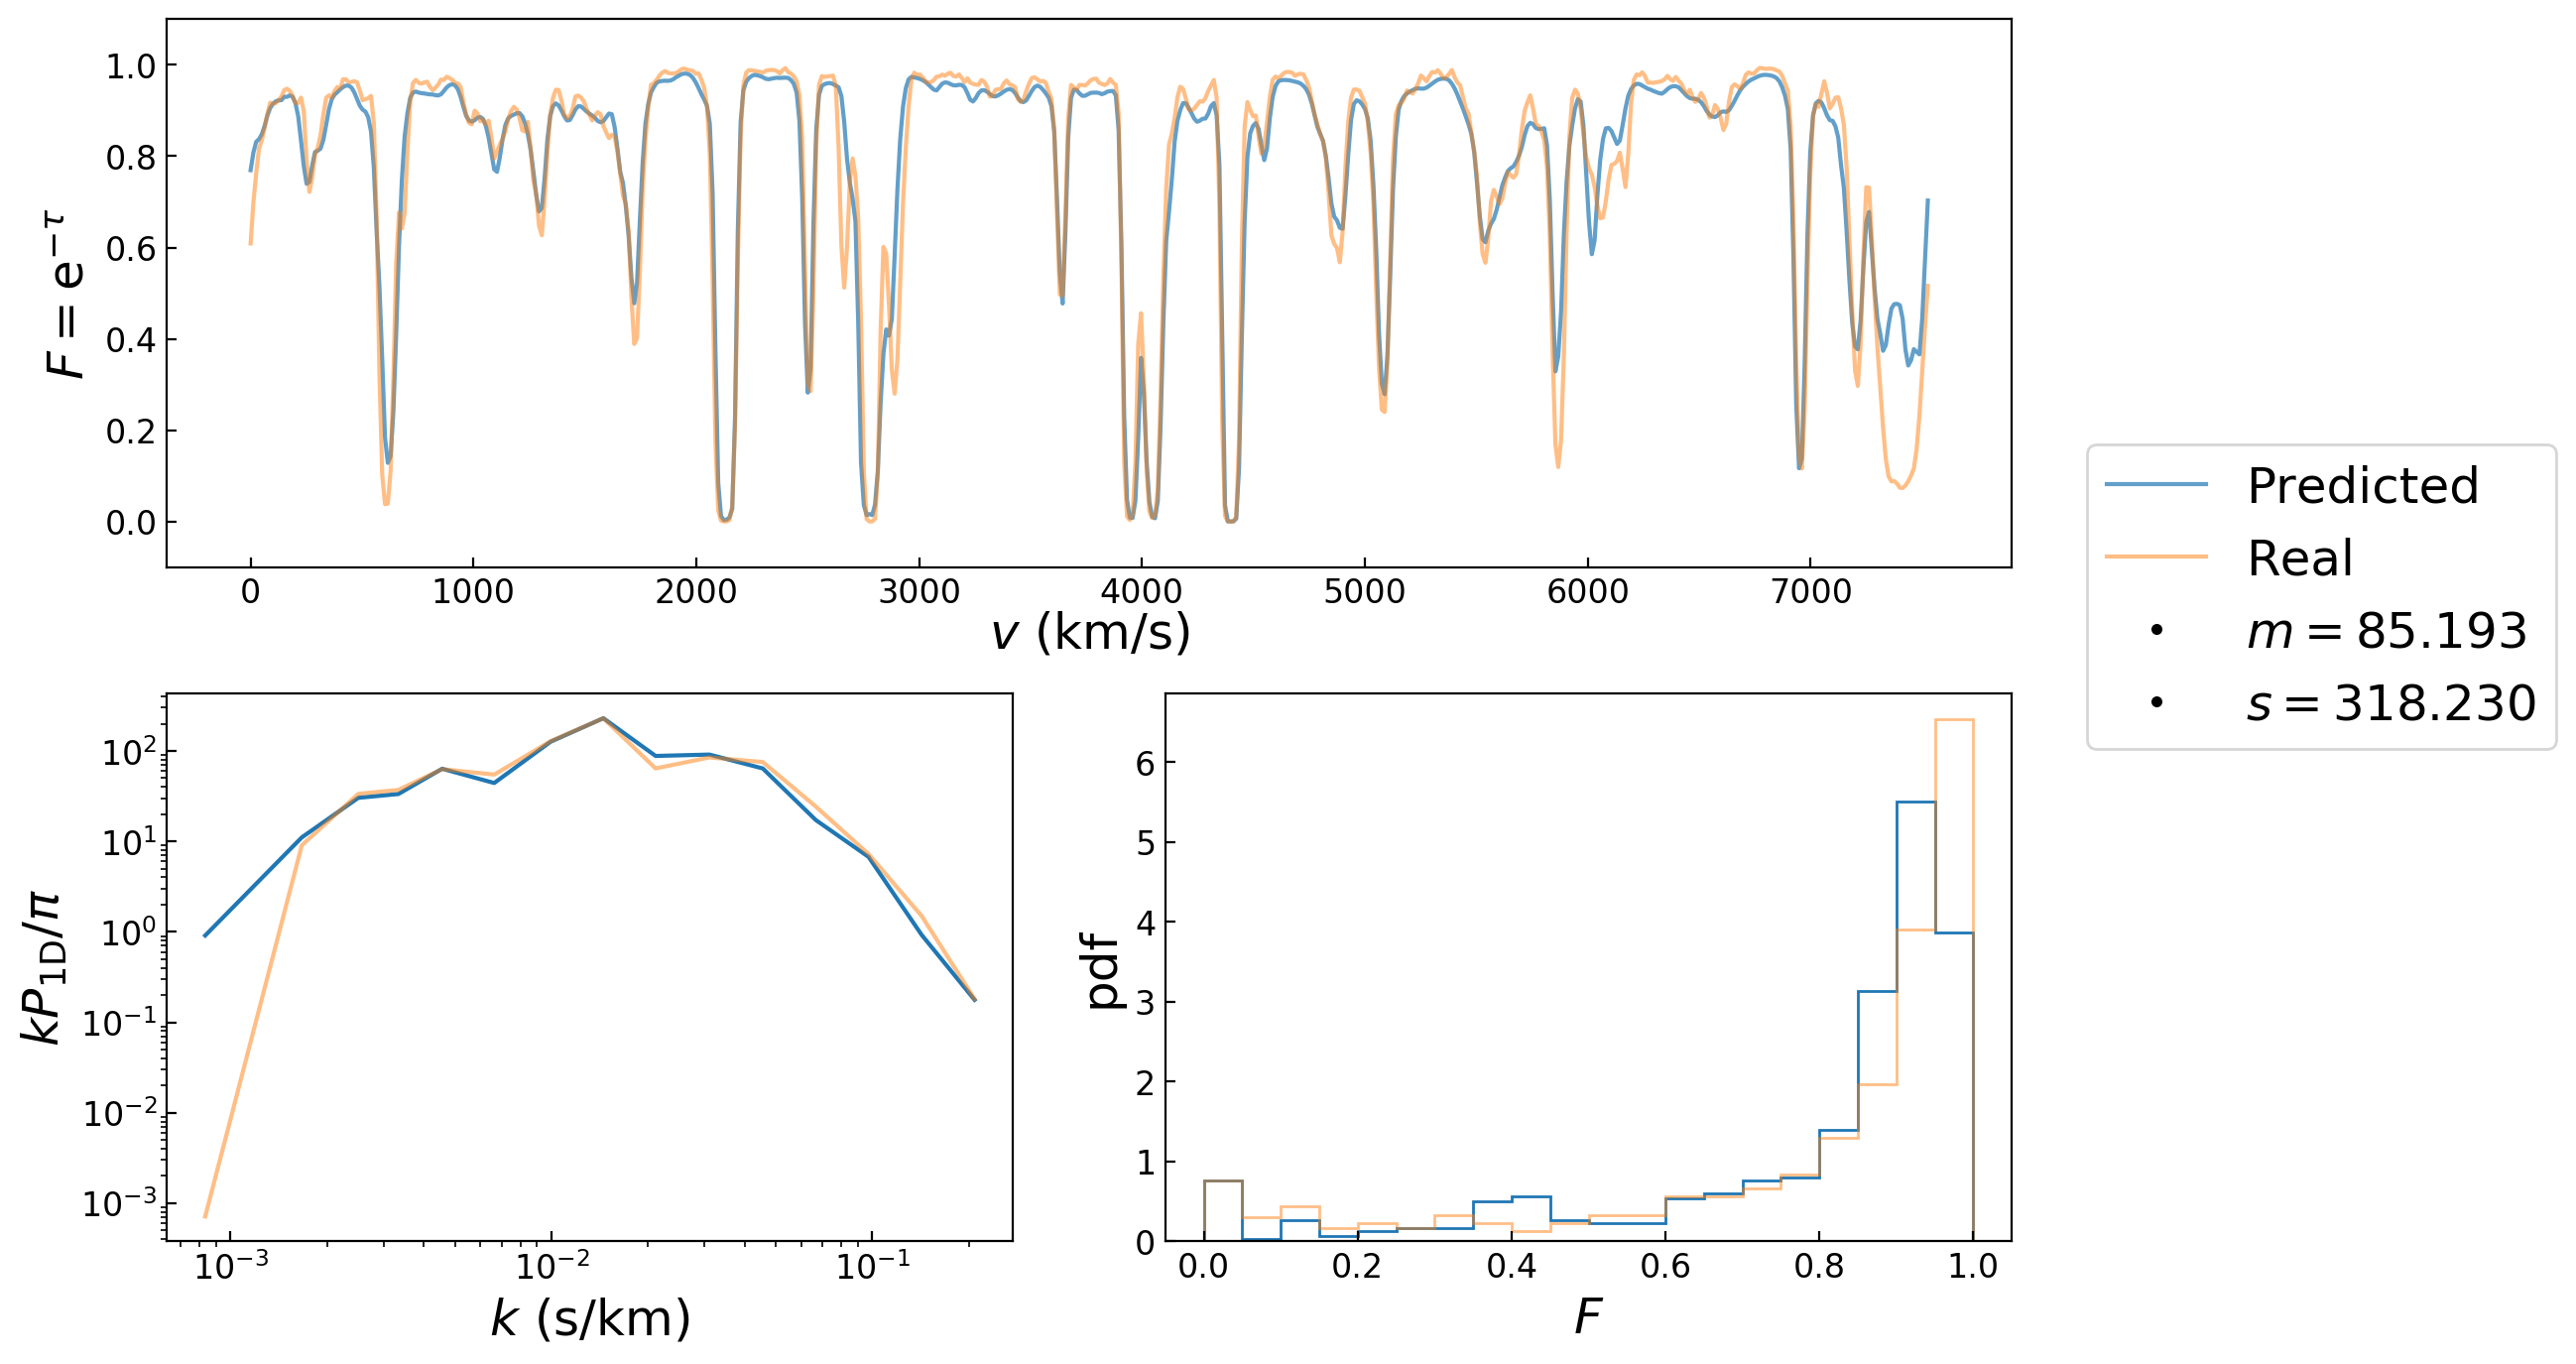 1.0
0.8
0.6
0.4
0.2
0.0
F = e^{-τ}
0 1000 2000 3000 4000 5000 6000 7000
v (km/s)
Predicted
Real
m = 85.193
s = 318.230
10^2
10^1
10^0
10^{-1}
10^{-2}
10^{-3}
kP_{1D}/π
10^{-3} 10^{-2} 10^{-1}
k (s/km)
6
5
4
3
2
1
0
pdf
0.0 0.2 0.4 0.6 0.8 1.0
F